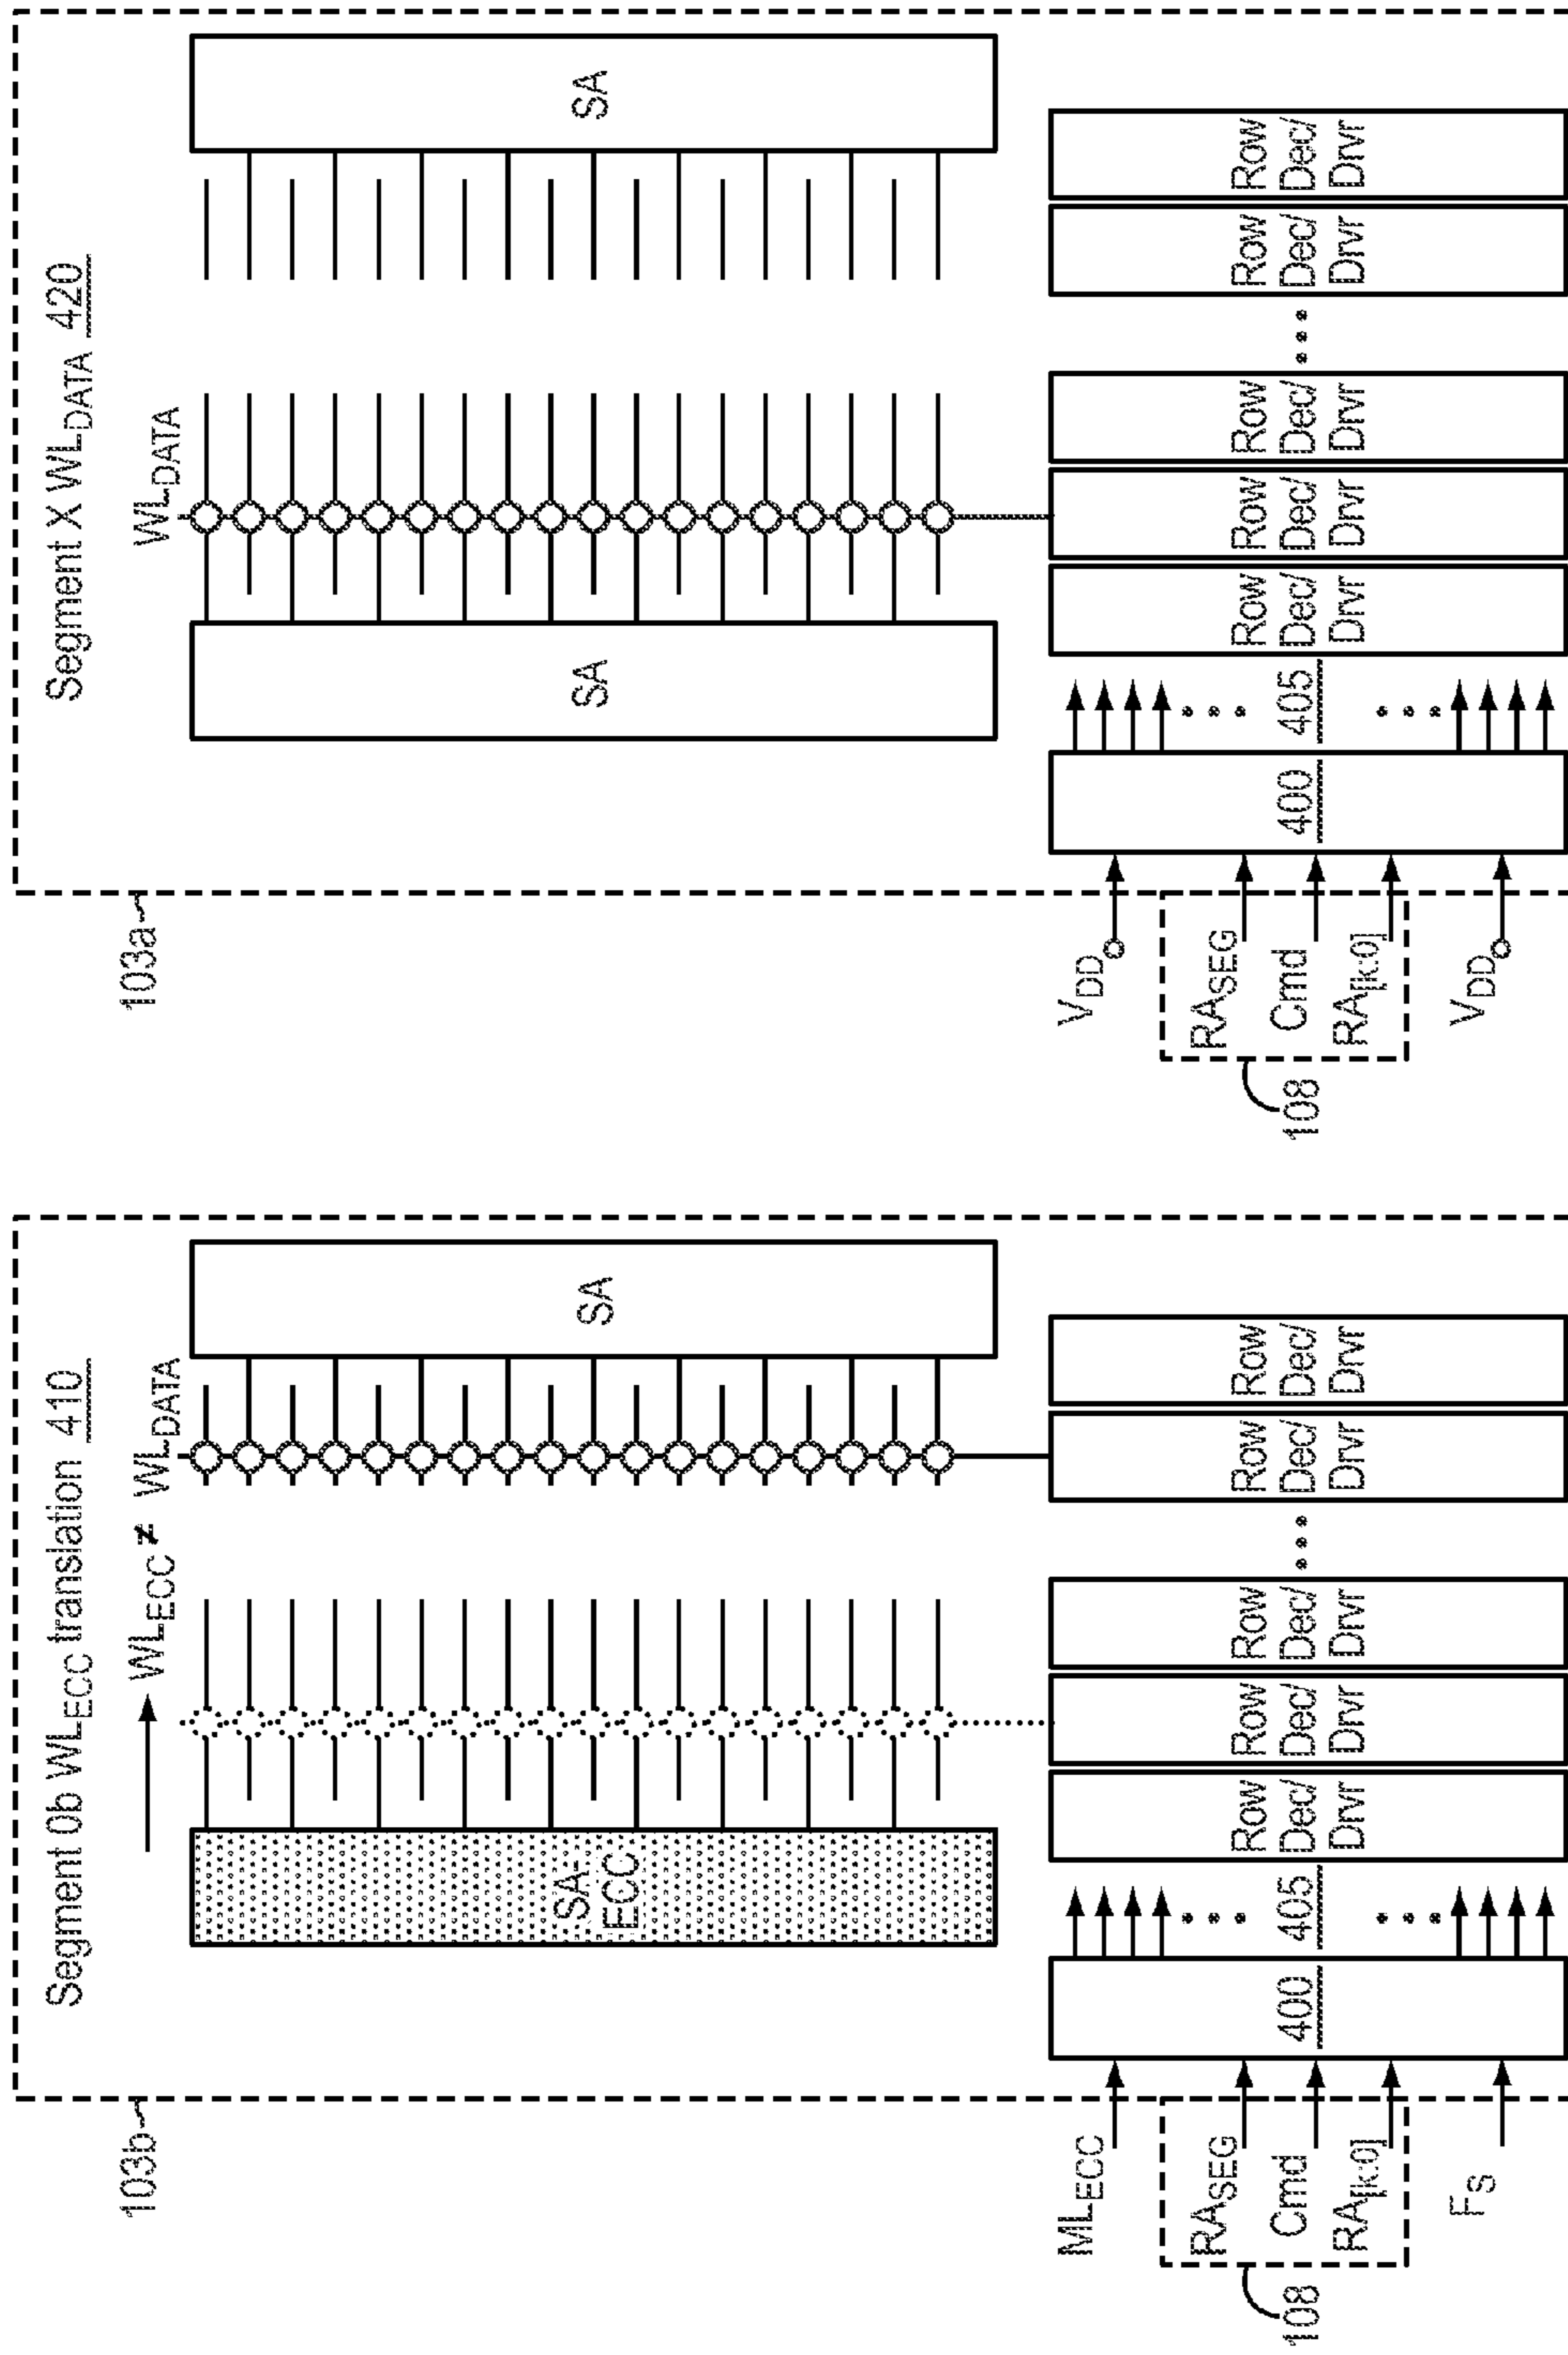 103b
Segment 0b WLECC translation 410
WLECC ≠ WLDATA
SA-
ECC
SA
MLECC
RASEG
Cmd
RA[k:0]
FS
108
400
405
Row
Dec/
Drvr
Row
Dec/
Drvr
Row
Dec/
Drvr
Row
Dec/
Drvr
Row
Dec/
Drvr
103a
Segment X WLDATA 420
WLDATA
SA
SA
VDD
RASEG
Cmd
RA[k:0]
VDD
108
400
405
Row
Dec/
Drvr
Row
Dec/
Drvr
Row
Dec/
Drvr
Row
Dec/
Drvr
Row
Dec/
Drvr